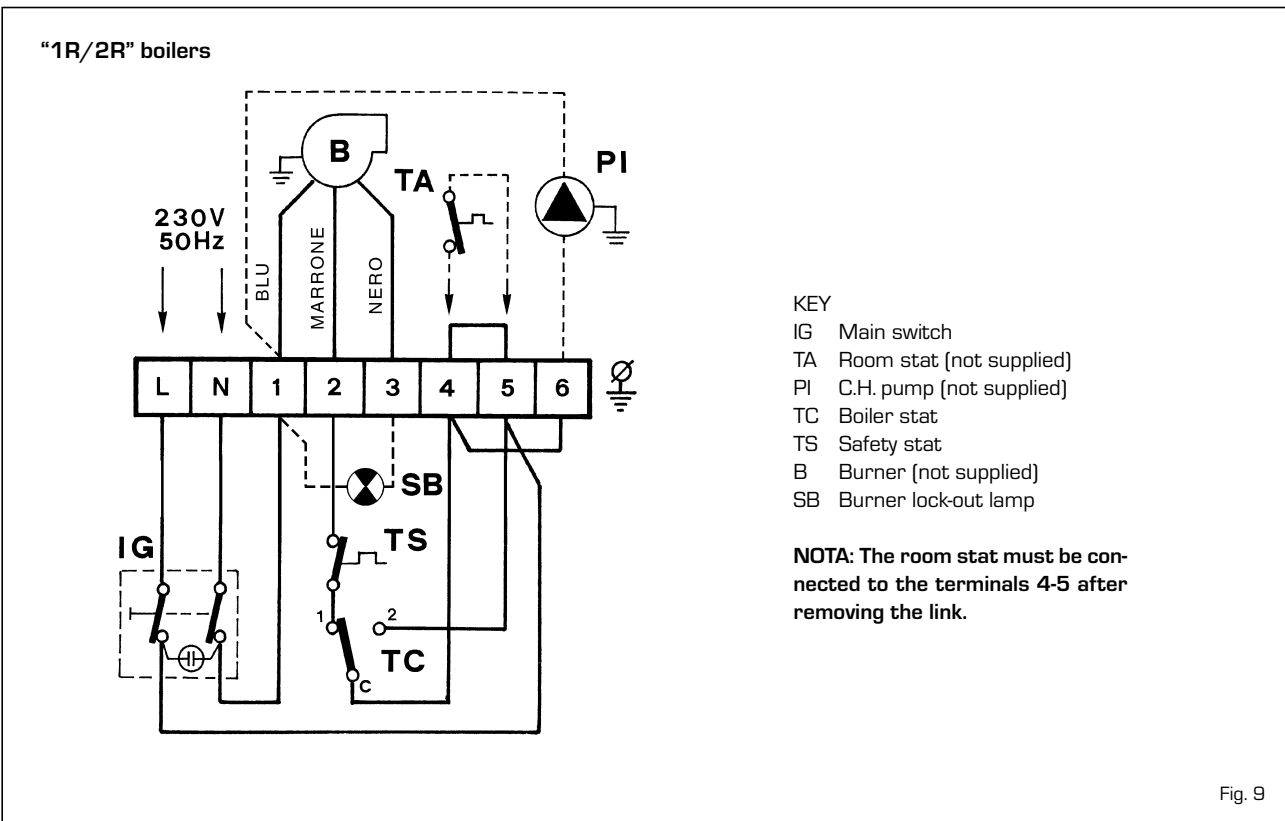 “1R/2R” boilers
B
PI
TA
230V
50Hz
BLU
MARRONE
NERO
L N 1 2 3 4 5 6
SB
TS
IG
1 2
TC
C
KEY
IG Main switch
TA Room stat (not supplied)
PI C.H. pump (not supplied)
TC Boiler stat
TS Safety stat
B Burner (not supplied)
SB Burner lock-out lamp
NOTA: The room stat must be con-
nected to the terminals 4-5 after
removing the link.
Fig. 9